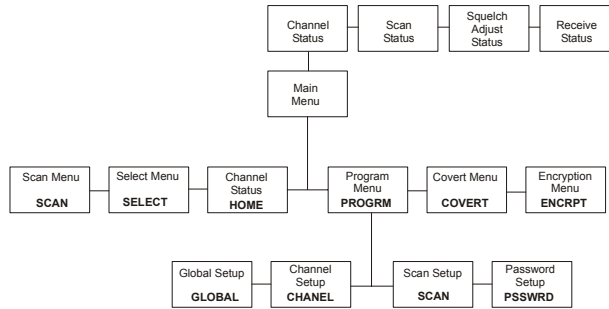 Channel
Status
Scan
Status
Squelch
Adjust
Status
Receive
Status
Main
Menu
Scan Menu
SCAN
Select Menu
SELECT
Channel
Status
HOME
Program
Menu
PROGRM
Covert Menu
COVERT
Encryption
Menu
ENCRPT
Global Setup
GLOBAL
Channel
Setup
CHANEL
Scan Setup
SCAN
Password
Setup
PSSWRD